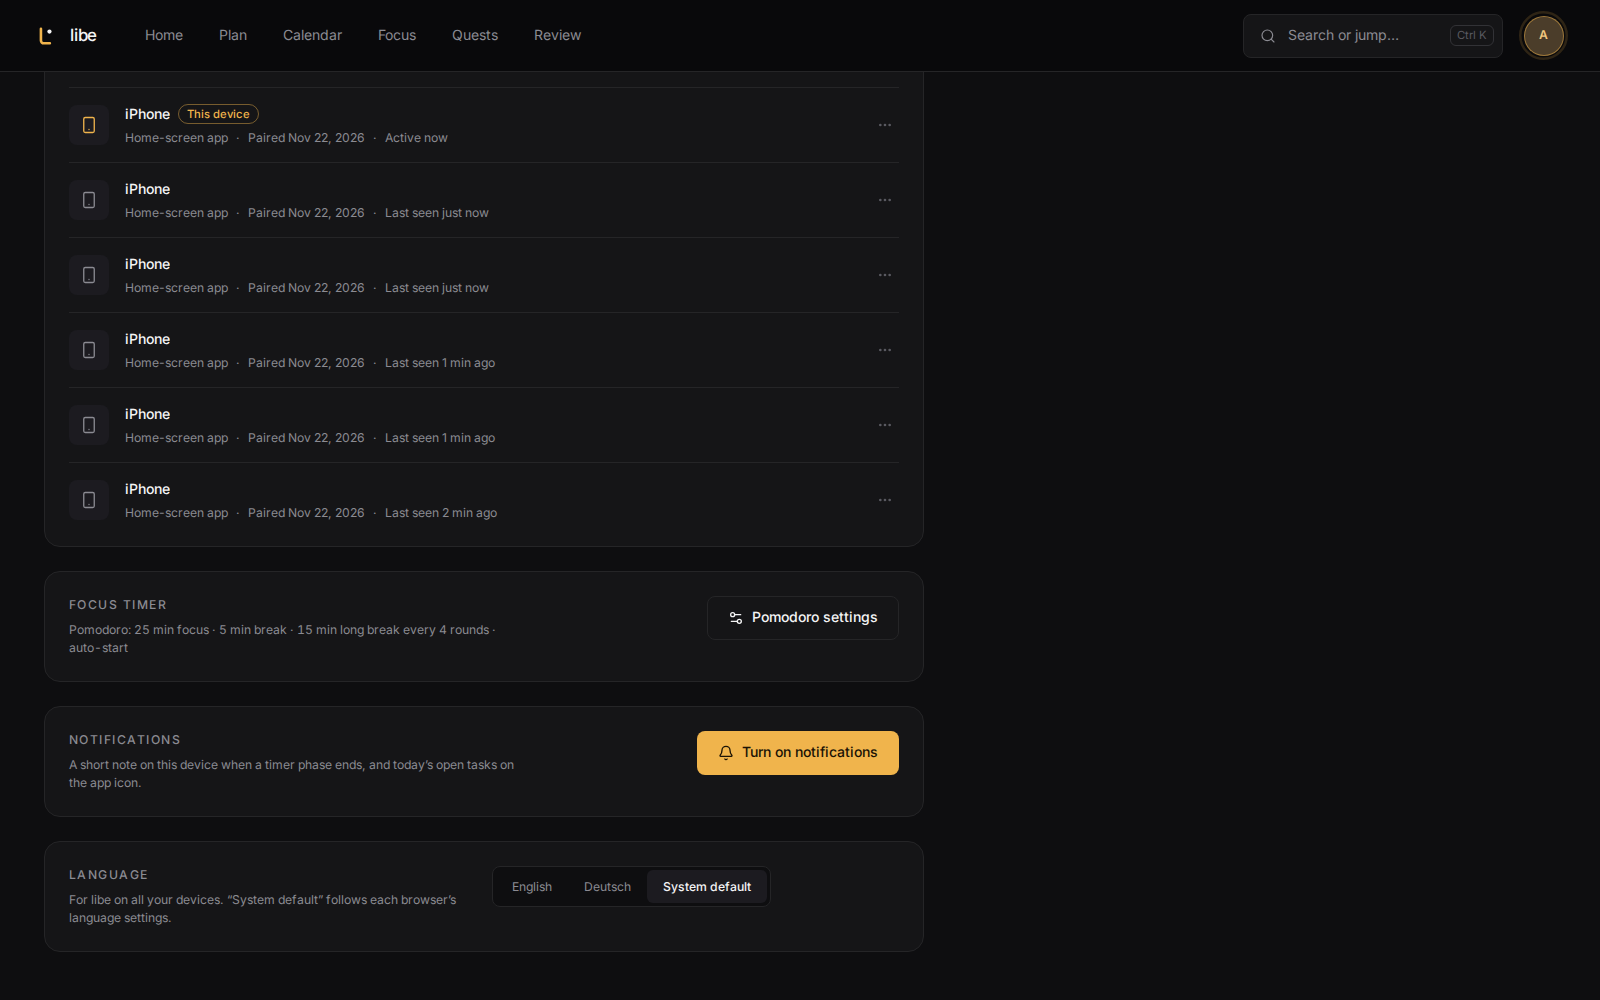 libe
Home
Plan
Calendar
Focus
Quests
Review
Search or jump...
Ctrl K
A
iPhone
This device
Home-screen app · Paired Nov 22, 2026 · Active now
iPhone
Home-screen app · Paired Nov 22, 2026 · Last seen just now
iPhone
Home-screen app · Paired Nov 22, 2026 · Last seen just now
iPhone
Home-screen app · Paired Nov 22, 2026 · Last seen 1 min ago
iPhone
Home-screen app · Paired Nov 22, 2026 · Last seen 1 min ago
iPhone
Home-screen app · Paired Nov 22, 2026 · Last seen 2 min ago
FOCUS TIMER
Pomodoro: 25 min focus · 5 min break · 15 min long break every 4 rounds ·
auto-start
Pomodoro settings
NOTIFICATIONS
A short note on this device when a timer phase ends, and today’s open tasks on
the app icon.
Turn on notifications
LANGUAGE
For libe on all your devices. “System default” follows each browser’s
language settings.
English
Deutsch
System default